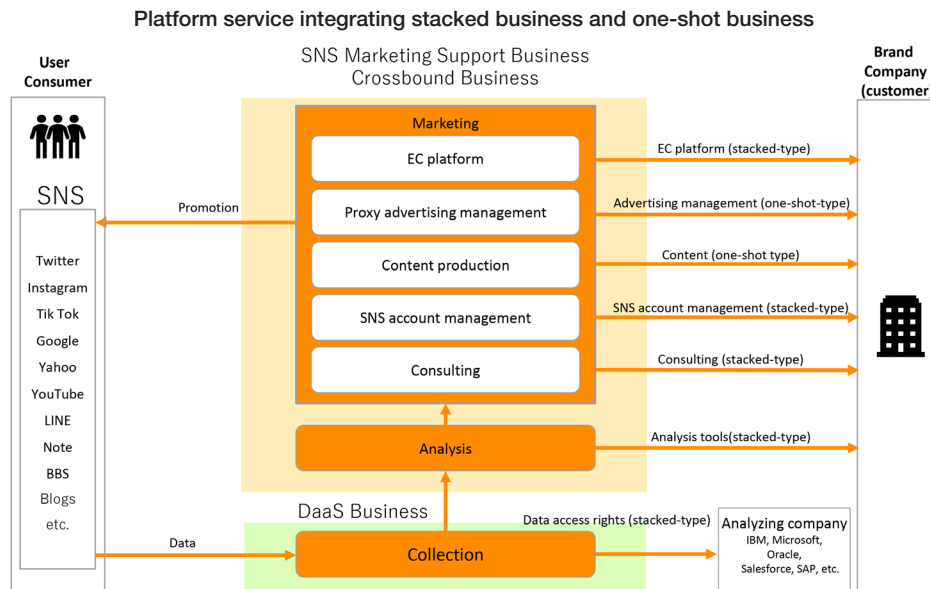 Platform service integrating stacked business and one-shot business
User
Consumer
SNS
Twitter
Instagram
Tik Tok
Google
Yahoo
YouTube
LINE
Note
BBS
Blogs
etc.
Promotion
Data
SNS Marketing Support Business
Crossbound Business
Marketing
EC platform
Proxy advertising management
Content production
SNS account management
Consulting
Analysis
DaaS Business
Collection
EC platform (stacked-type)
Advertising management (one-shot-type)
Content (one-shot type)
SNS account management (stacked-type)
Consulting (stacked-type)
Analysis tools(stacked-type)
Data access rights (stacked-type)
Brand
Company
(customer)
Analyzing company
IBM, Microsoft,
Oracle,
Salesforce, SAP, etc.